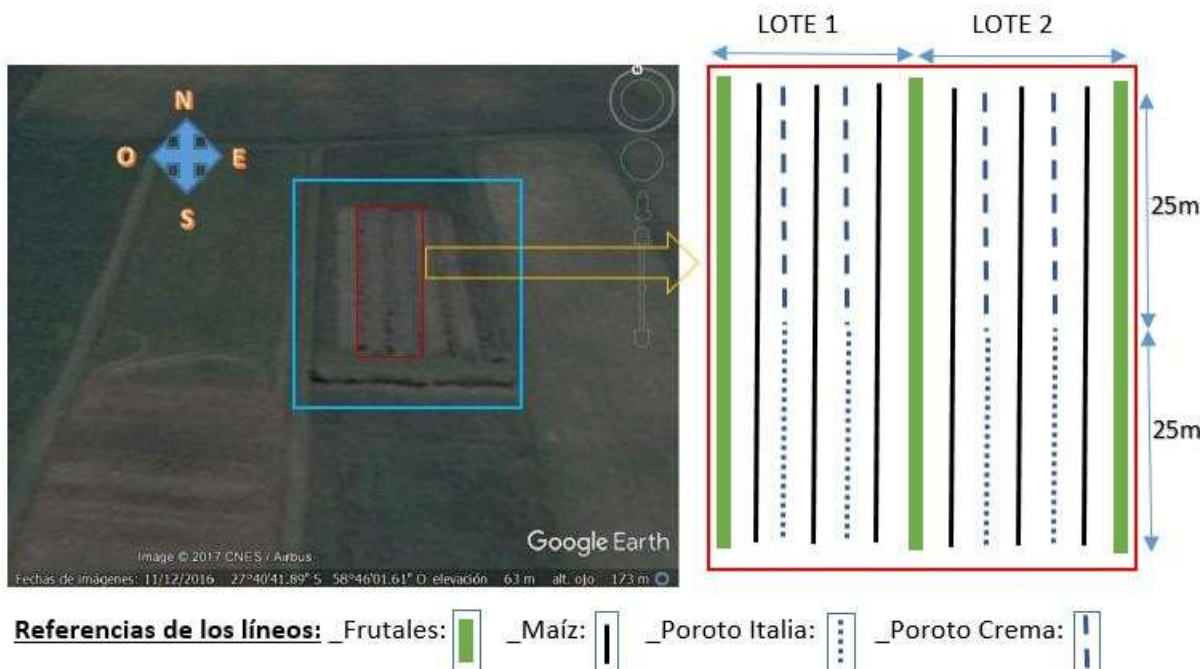 LOTE 1
LOTE 2
N
O
E
S
25m
25m
Google Earth
Image © 2017 CNES / Airbus
Fechas de imágenes: 11/12/2016 27°40'41.89" S 58°46'01.61" O elevación 63 m alt. ojo 173 m
Referencias de los líneos: _Frutales: _Maíz: _Poroto Italia: _Poroto Crema: